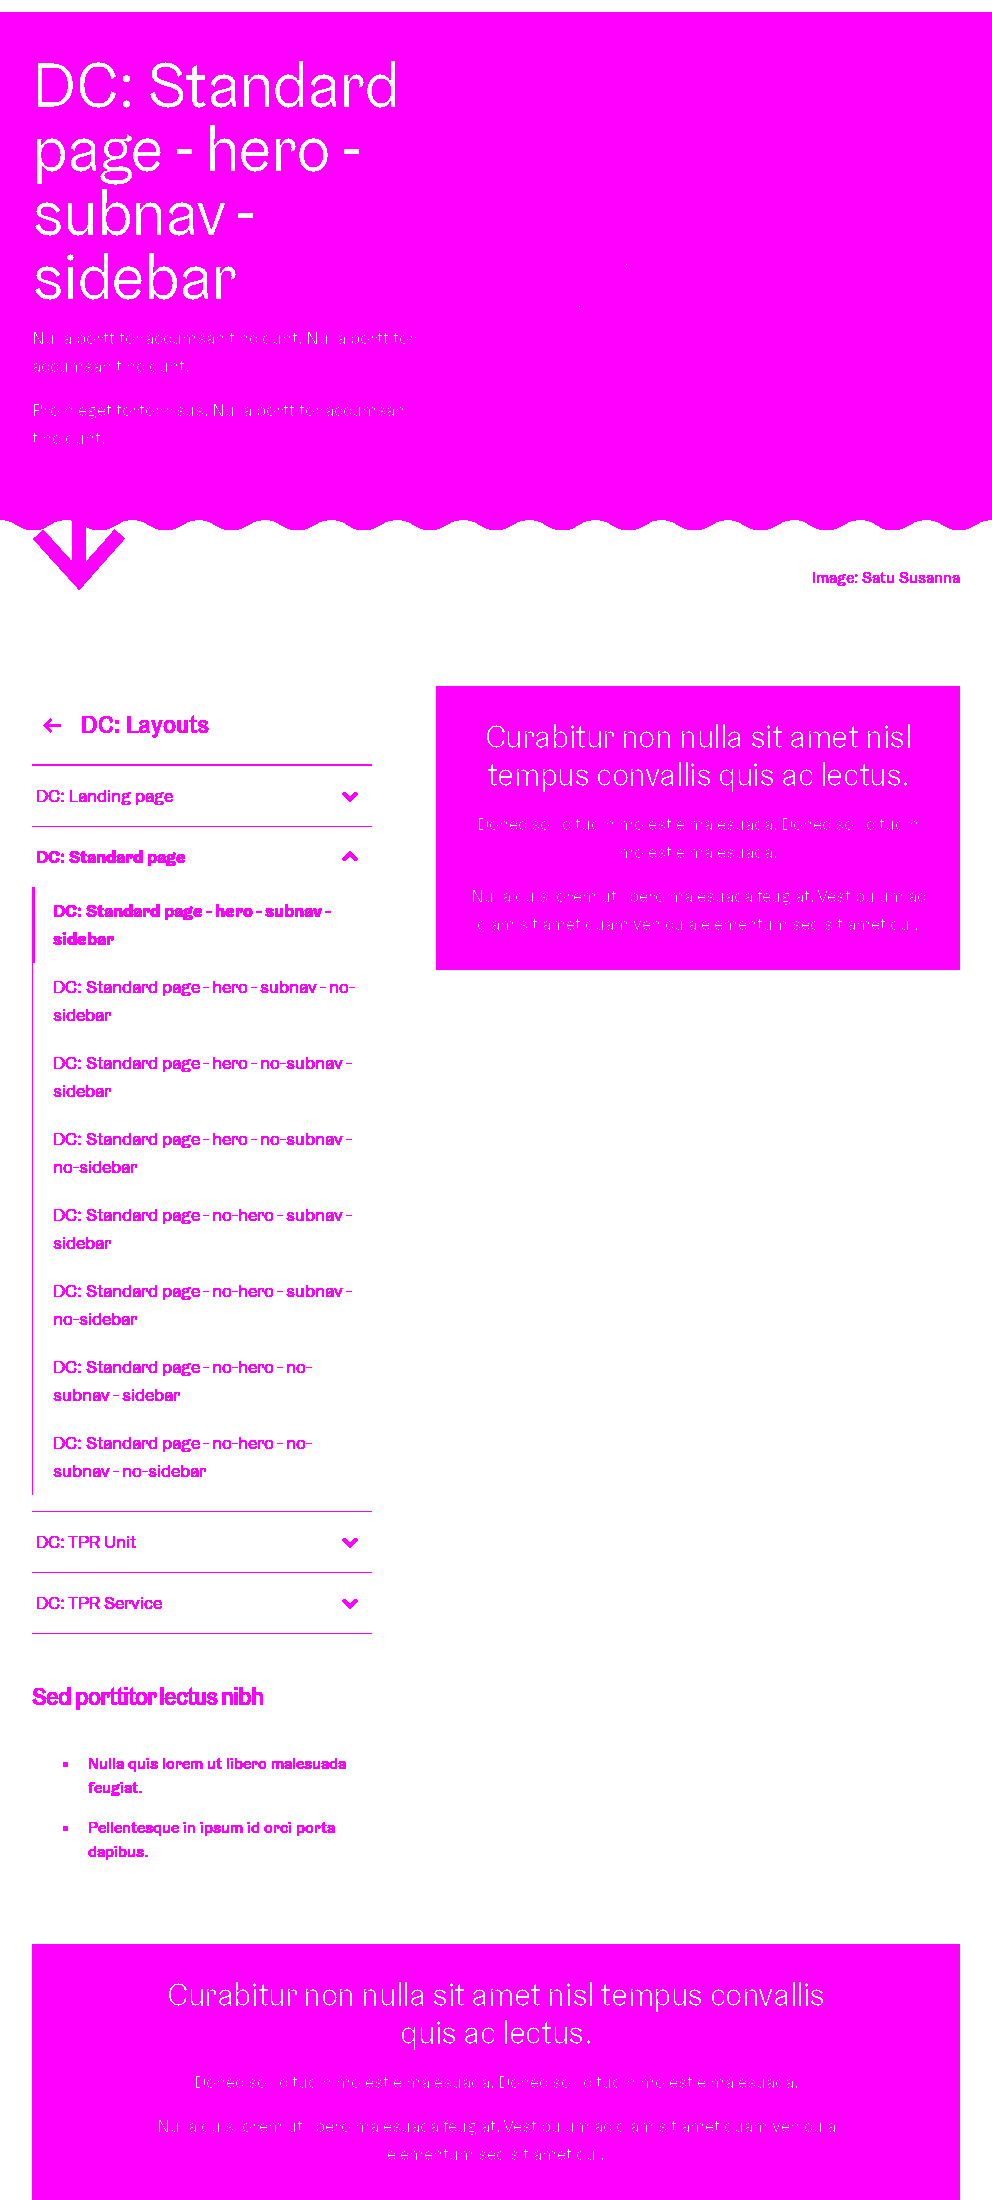 DC: Standard
page - hero -
subnav -
sidebar
Nulla porttitor accumsan tincidunt. Nulla porttitor
accumsan tincidunt.
Proin eget tortor risus. Nulla porttitor accumsan
tincidunt.
Image: Satu Susanna
DC: Layouts
DC: Landing page
DC: Standard page
DC: Standard page - hero - subnav -
sidebar
DC: Standard page - hero - subnav - no-
sidebar
DC: Standard page - hero - no-subnav -
sidebar
DC: Standard page - hero - no-subnav -
no-sidebar
DC: Standard page - no-hero - subnav -
sidebar
DC: Standard page - no-hero - subnav -
no-sidebar
DC: Standard page - no-hero - no-
subnav - sidebar
DC: Standard page - no-hero - no-
subnav - no-sidebar
DC: TPR Unit
DC: TPR Service
Sed porttitor lectus nibh
Nulla quis lorem ut libero malesuada
feugiat.
Pellentesque in ipsum id orci porta
dapibus.
Curabitur non nulla sit amet nisl
tempus convallis quis ac lectus.
Donec sollicitudin molestie malesuada. Donec sollicitudin
molestie malesuada.
Nulla quis lorem ut libero malesuada feugiat. Vestibulum ac
diam sit amet quam vehicula elementum sed sit amet dui.
Curabitur non nulla sit amet nisl tempus convallis
quis ac lectus.
Donec sollicitudin molestie malesuada. Donec sollicitudin molestie malesuada.
Nulla quis lorem ut libero malesuada feugiat. Vestibulum ac diam sit amet quam vehicula
elementum sed sit amet dui.